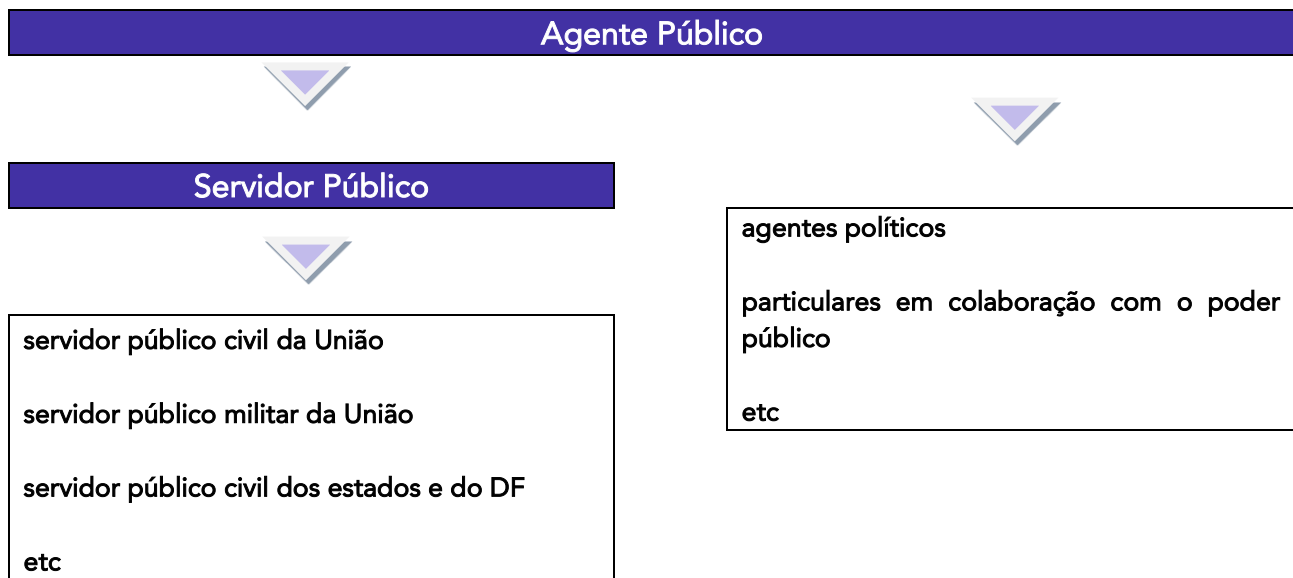 Agente Público
Servidor Público
servidor público civil da União
servidor público militar da União
servidor público civil dos estados e do DF
etc
agentes políticos
particulares em colaboração com o poder
público
etc